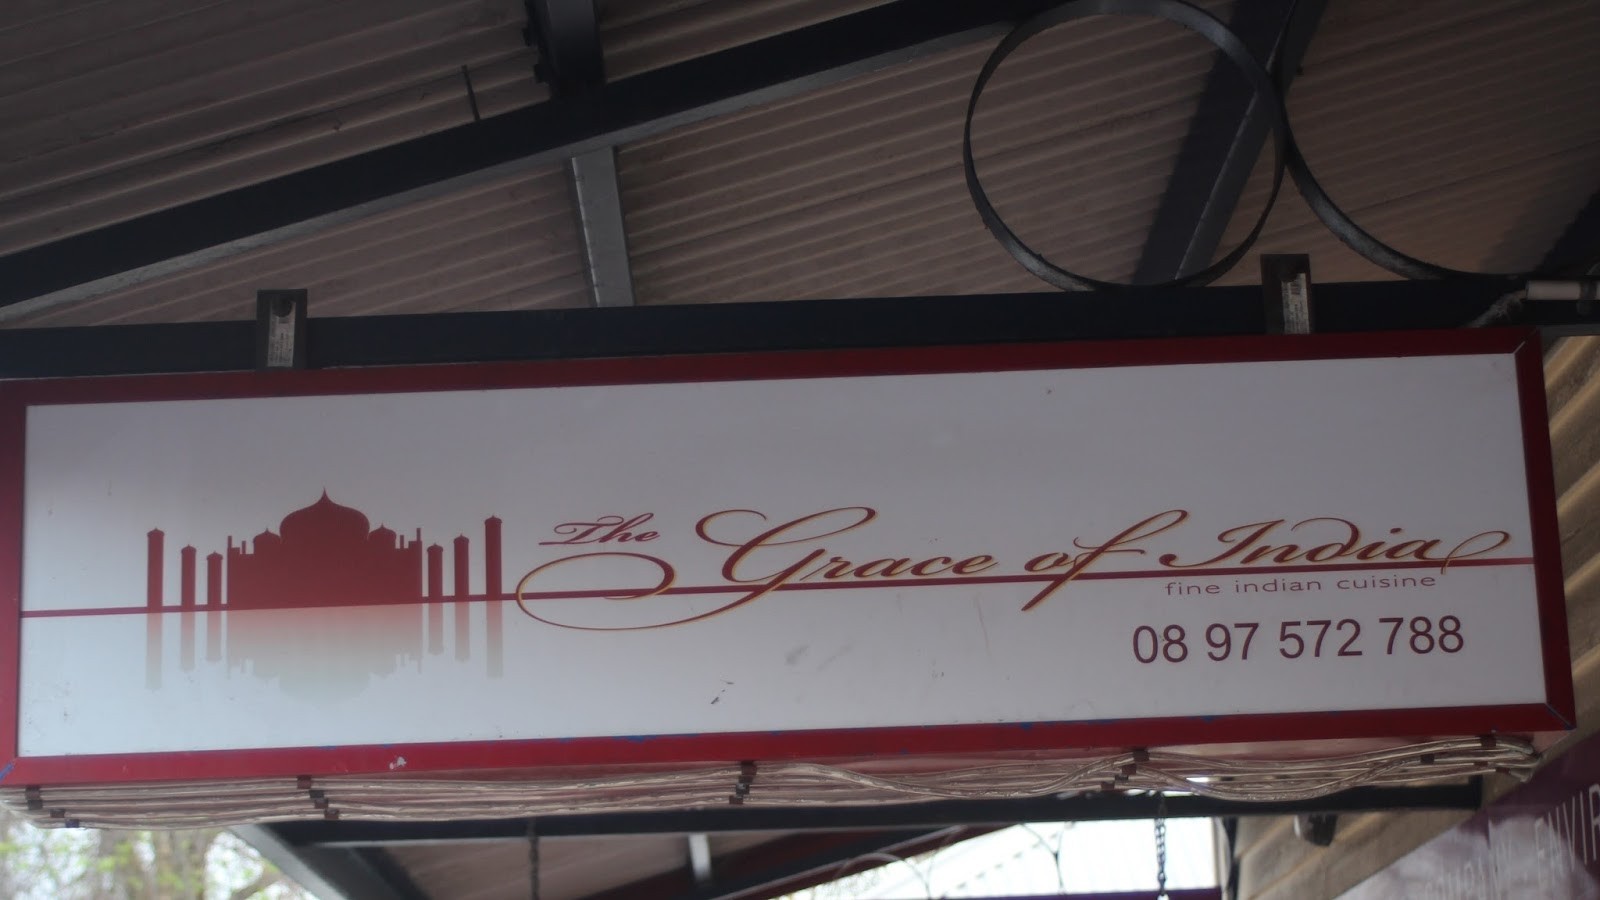 The Grace of India
fine indian cuisine
08 97 572 788